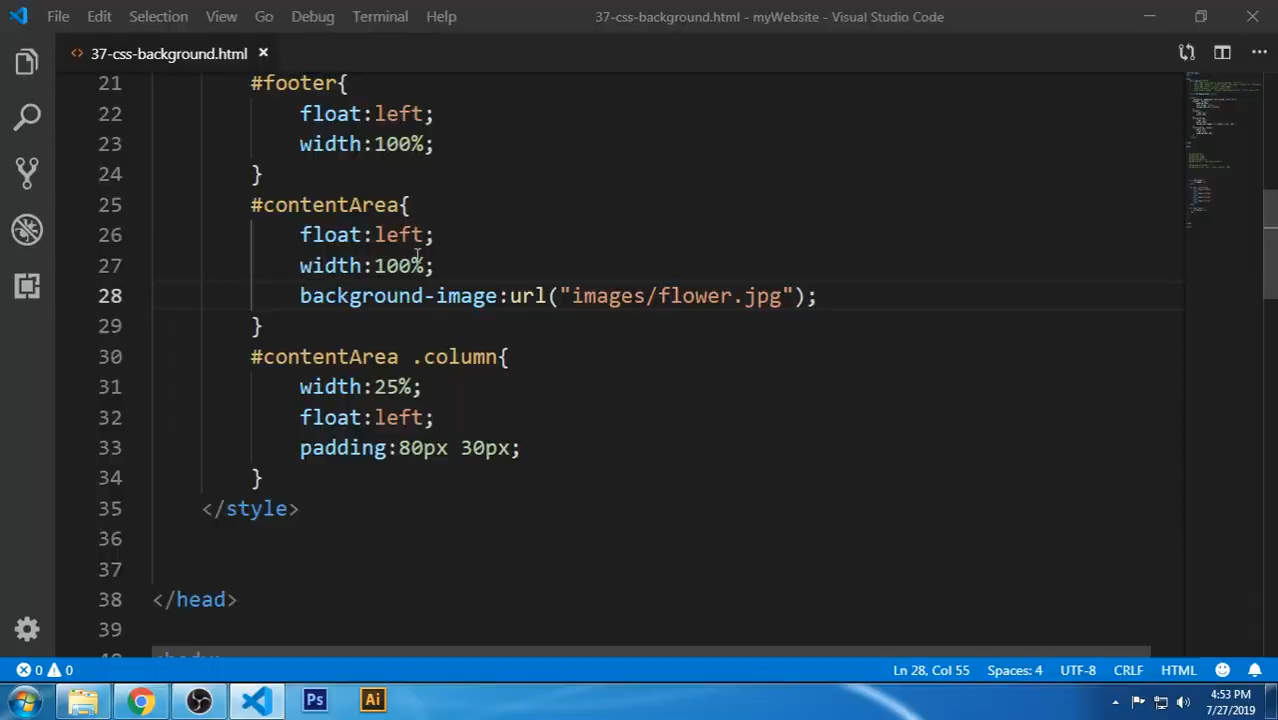 File Edit Selection View Go Debug Terminal Help 37-css-background.html - myWebsite - Visual Studio Code
<> 37-css-background.html ×
21 #footer{
22 float:left;
23 width:100%;
24 }
25 #contentArea{
26 float:left;
27 width:100%;
28 background-image:url("images/flower.jpg");
29 }
30 #contentArea .column{
31 width:25%;
32 float:left;
33 padding:80px 30px;
34 }
35 </style>
36
37
38 </head>
39
0 0 Ln 28, Col 55 Spaces: 4 UTF-8 CRLF HTML
Ps Ai 4:53 PM
7/27/2019